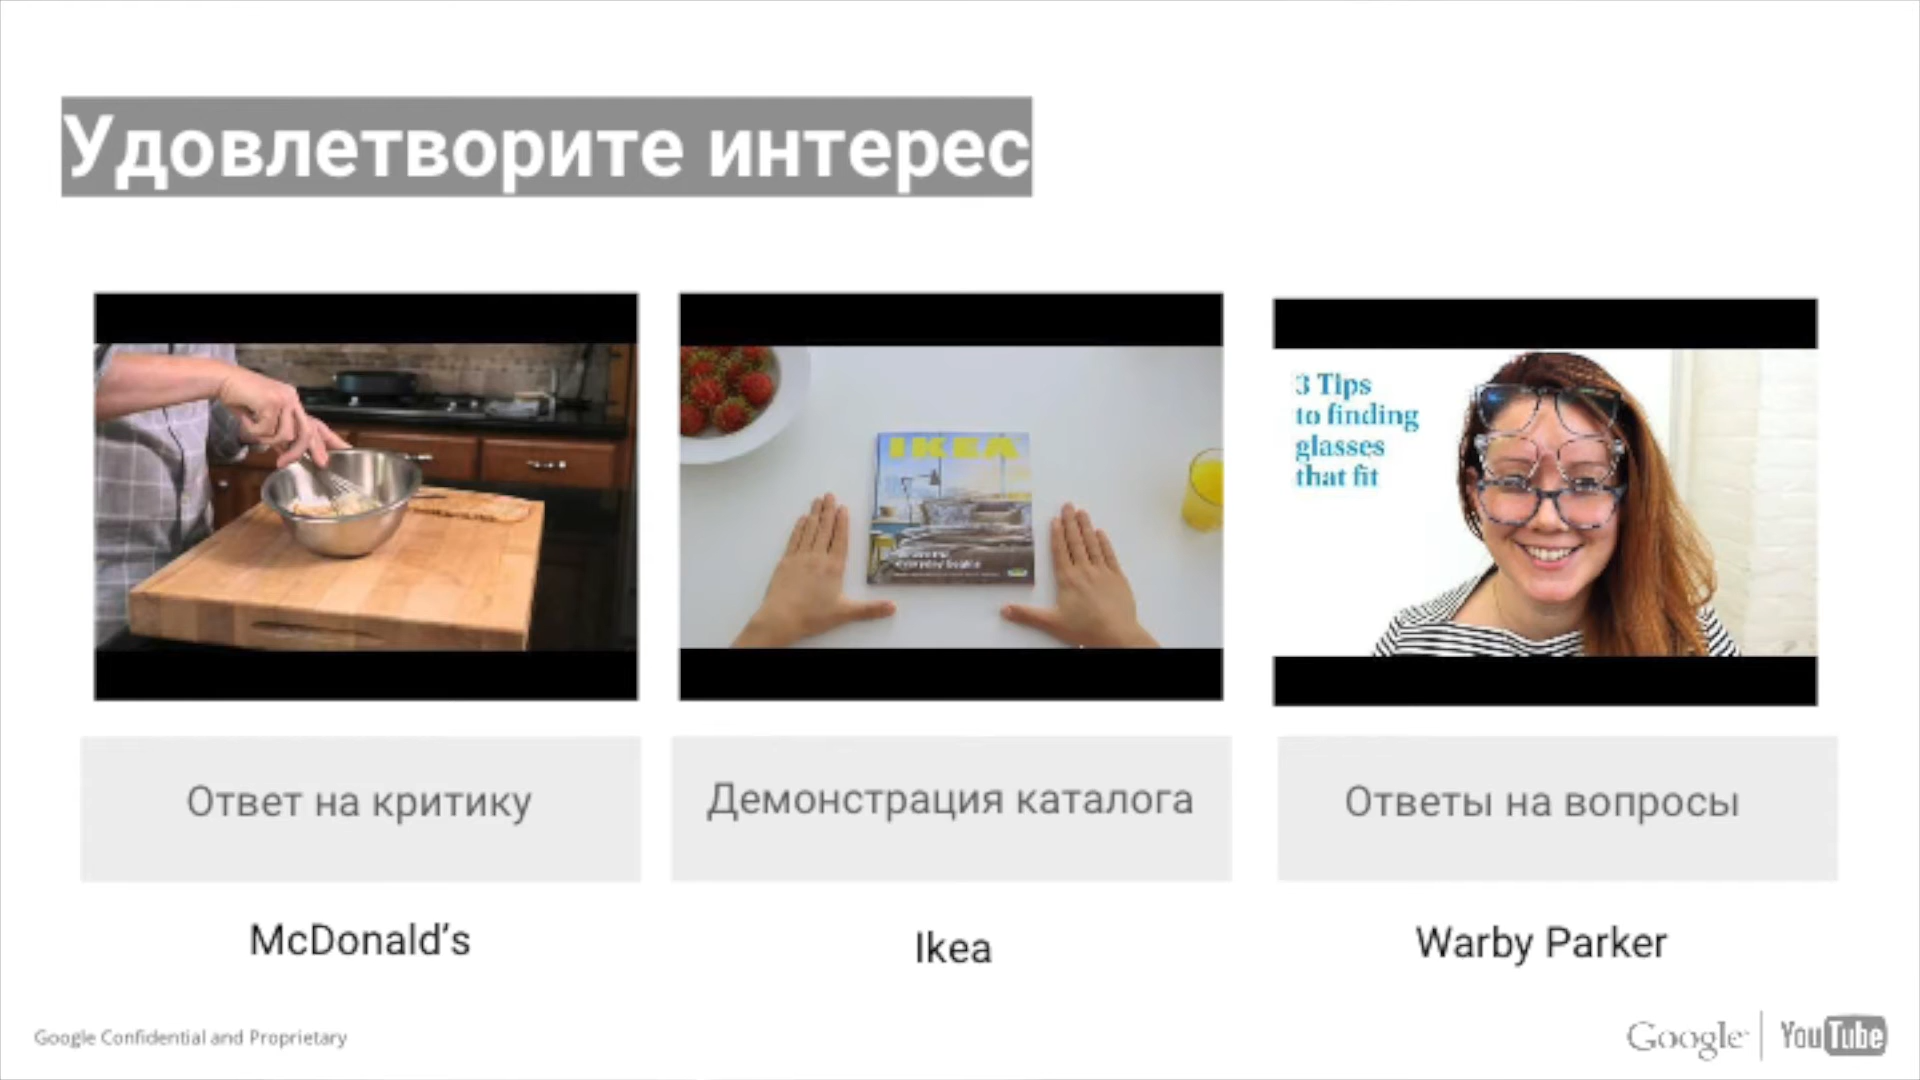 Удовлетворите интерес
3 Tips
to finding
glasses
that fit
IKEA
Ответ на критику
Демонстрация каталога
Ответы на вопросы
McDonald’s
Ikea
Warby Parker
Google Confidential and Proprietary
Google YouTube